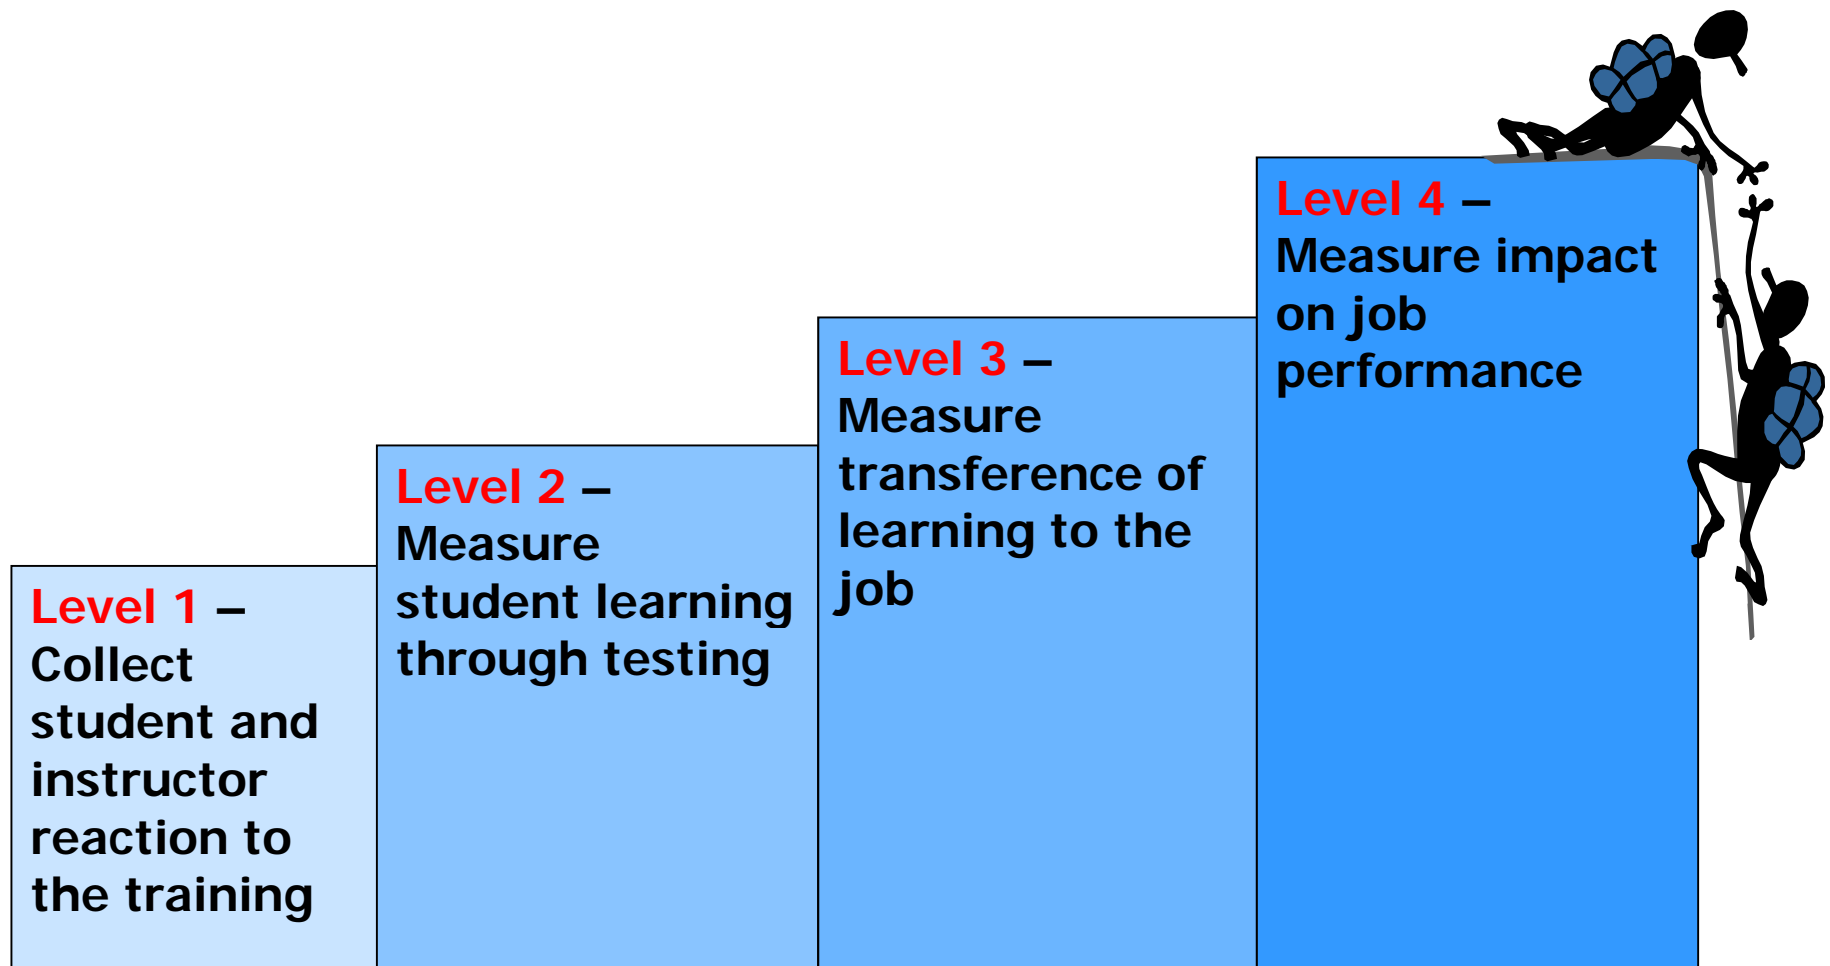 Level 1 –
Collect
student and
instructor
reaction to
the training
Level 2 –
Measure
student learning
through testing
Level 3 –
Measure
transference of
learning to the
job
Level 4 –
Measure impact
on job
performance